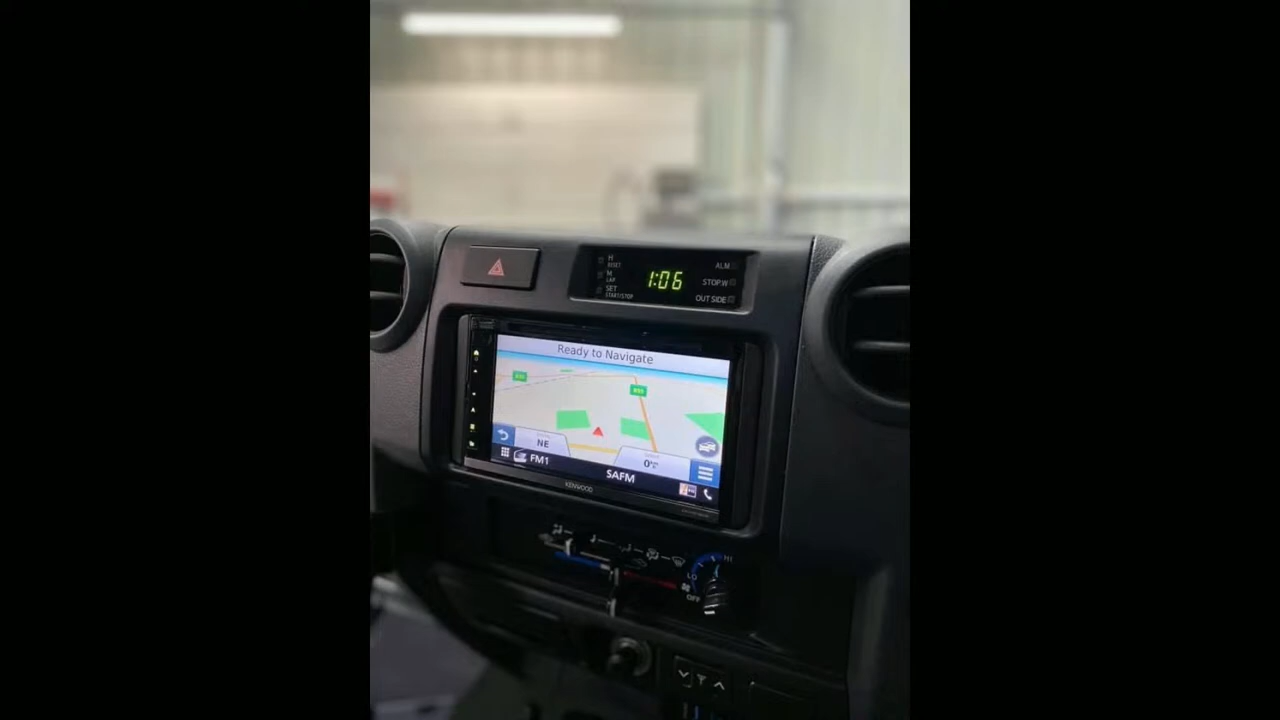 H
RESET
M
LAP
SET
START/STOP
1:06
ALM
STOP.W
OUT SIDE
Ready to Navigate
NE
0
FM1
SAFM
KENWOOD
HI
LO
OFF